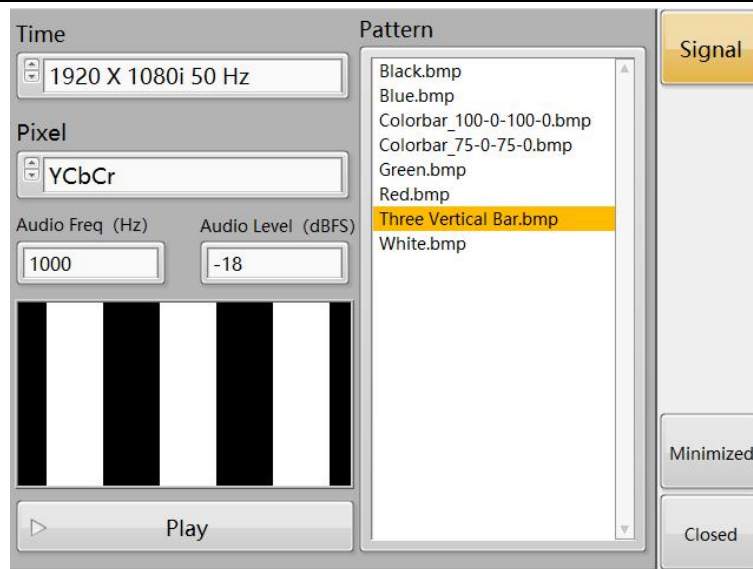 Time
1920 X 1080i 50 Hz
Pixel
YCbCr
Audio Freq (Hz)
Audio Level (dBFS)
1000
-18
Play
Pattern
Black.bmp
Blue.bmp
Colorbar_100-0-100-0.bmp
Colorbar_75-0-75-0.bmp
Green.bmp
Red.bmp
Three Vertical Bar.bmp
White.bmp
Signal
Minimized
Closed